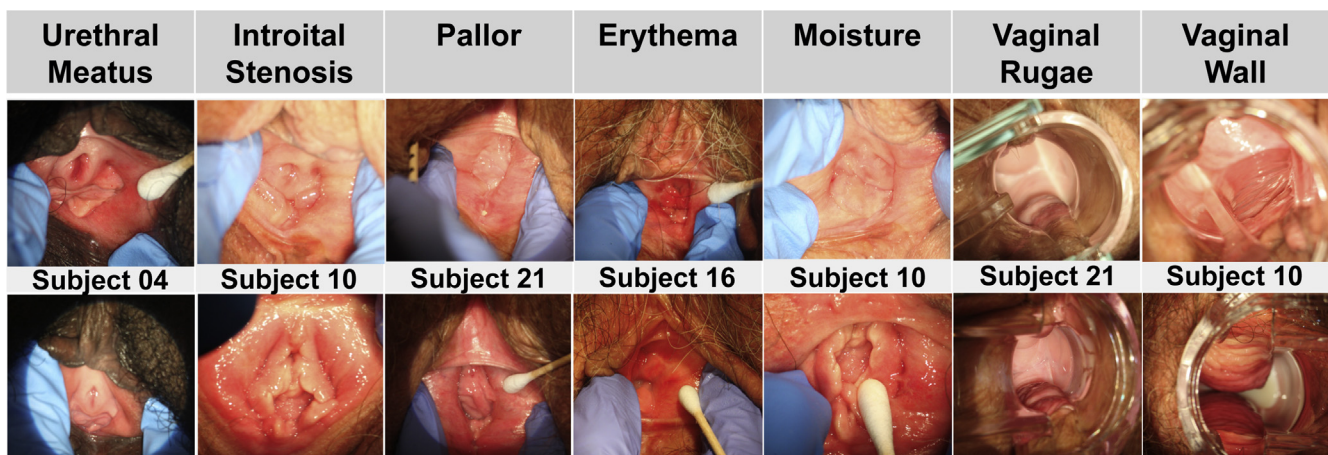 Urethral Meatus
Introital Stenosis
Pallor
Erythema
Moisture
Vaginal Rugae
Vaginal Wall
Subject 04
Subject 10
Subject 21
Subject 16
Subject 10
Subject 21
Subject 10